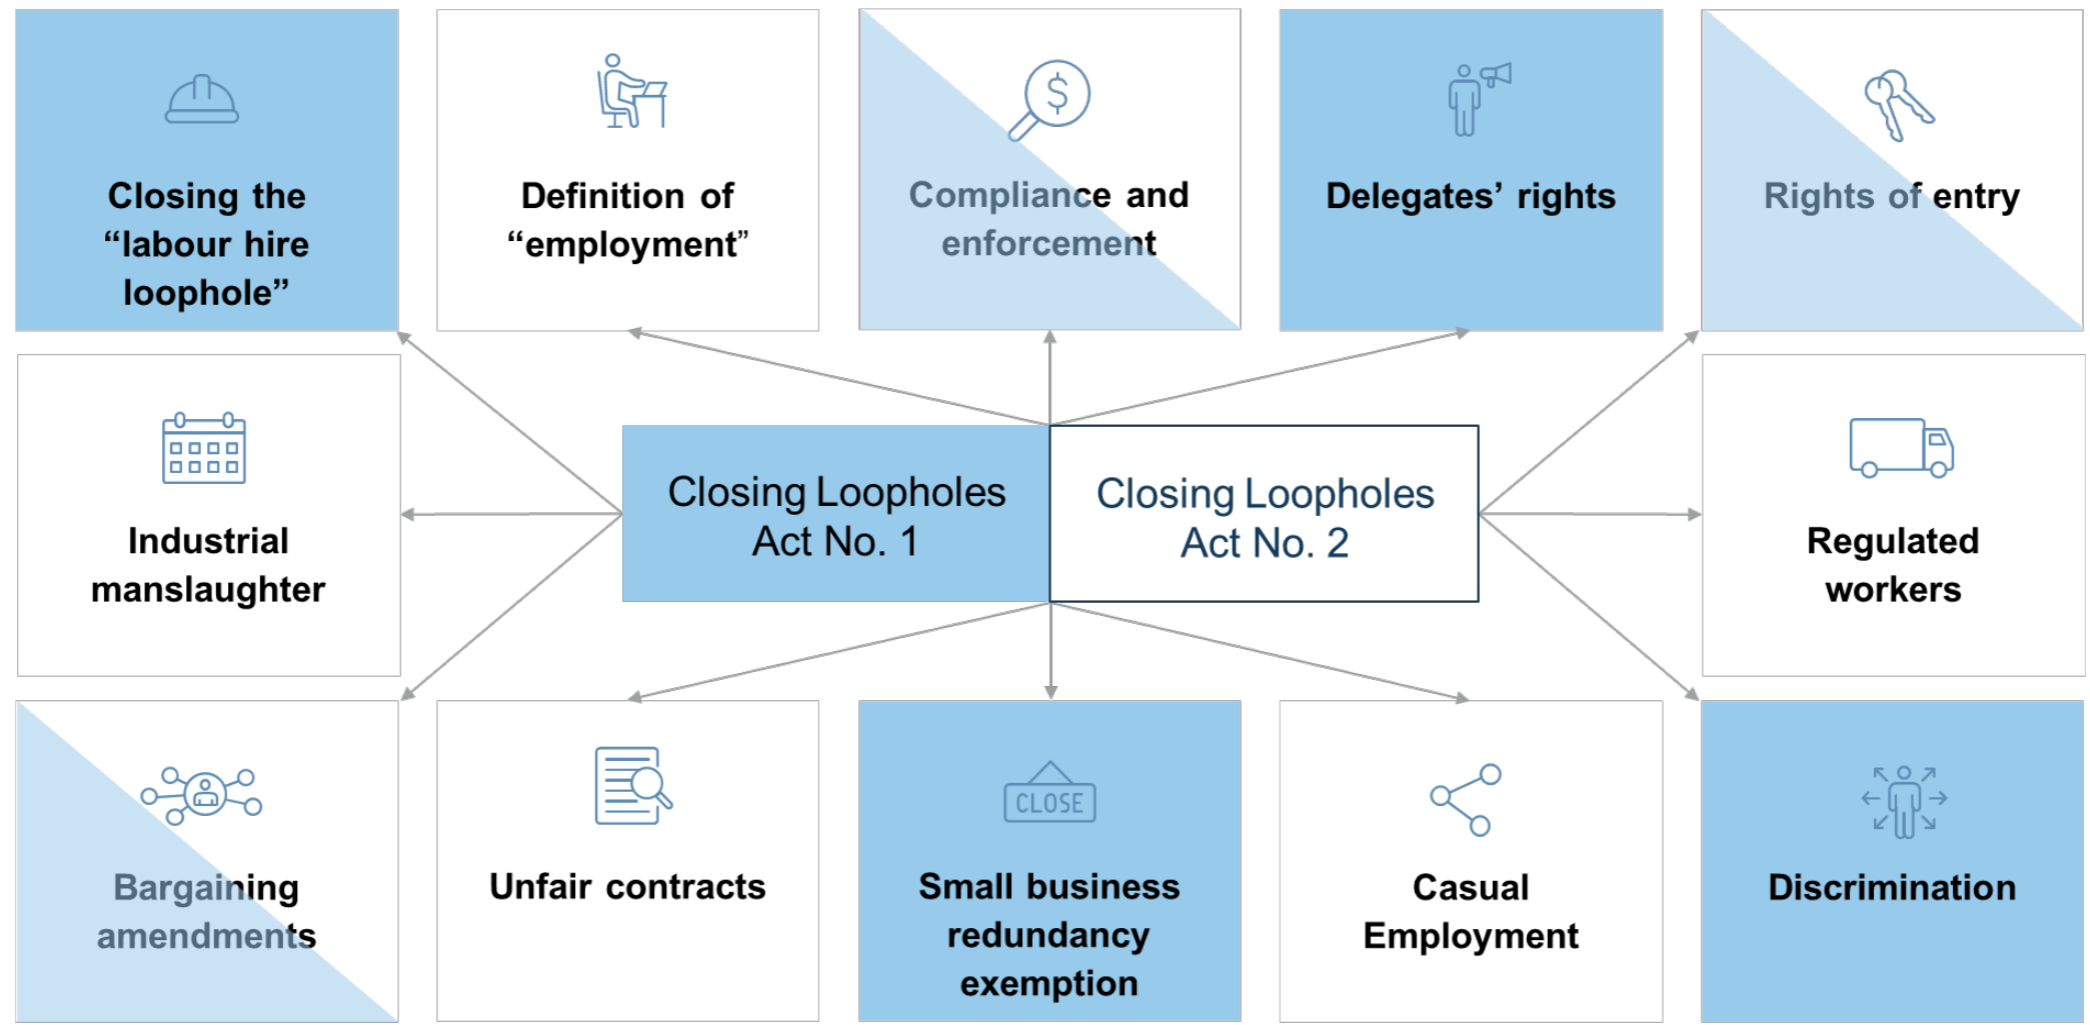 Closing the
“labour hire
loophole”
Definition of
“employment”
Compliance and
enforcement
Delegates’ rights
Rights of entry
Industrial
manslaughter
Closing Loopholes
Act No. 1
Closing Loopholes
Act No. 2
Regulated
workers
Bargaining
amendments
Unfair contracts
CLOSE
Small business
redundancy
exemption
Casual
Employment
Discrimination